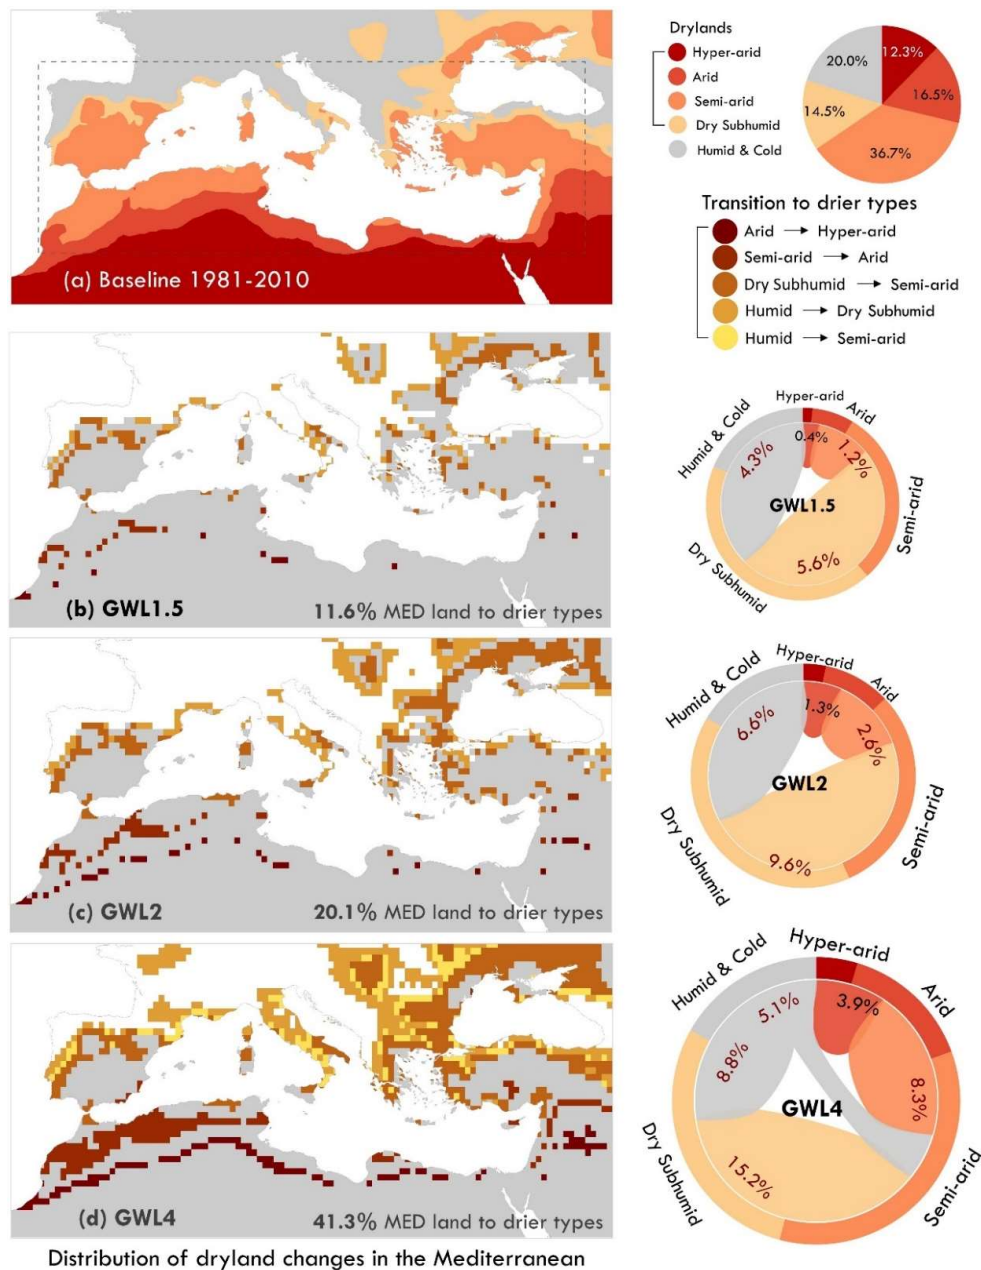 Drylands
Hyper-arid
Arid
Semi-arid
Dry Subhumid
Humid & Cold
20.0%
12.3%
16.5%
14.5%
36.7%
(a) Baseline 1981-2010
Transition to drier types
Arid → Hyper-arid
Semi-arid → Arid
Dry Subhumid → Semi-arid
Humid → Dry Subhumid
Humid → Semi-arid
(b) GWL1.5
11.6% MED land to drier types
Hyper-arid
Arid
Humid & Cold
0.4%
1.2%
4.3%
GWL1.5
Semi-arid
5.6%
Dry Subhumid
(c) GWL2
20.1% MED land to drier types
Hyper-arid
Arid
Humid & Cold
1.3%
6.6%
2.6%
GWL2
Semi-arid
Dry Subhumid
9.6%
(d) GWL4
41.3% MED land to drier types
Hyper-arid
Humid & Cold
Arid
5.1%
3.9%
8.8%
8.3%
GWL4
Dry Subhumid
15.2%
Semi-arid
Distribution of dryland changes in the Mediterranean